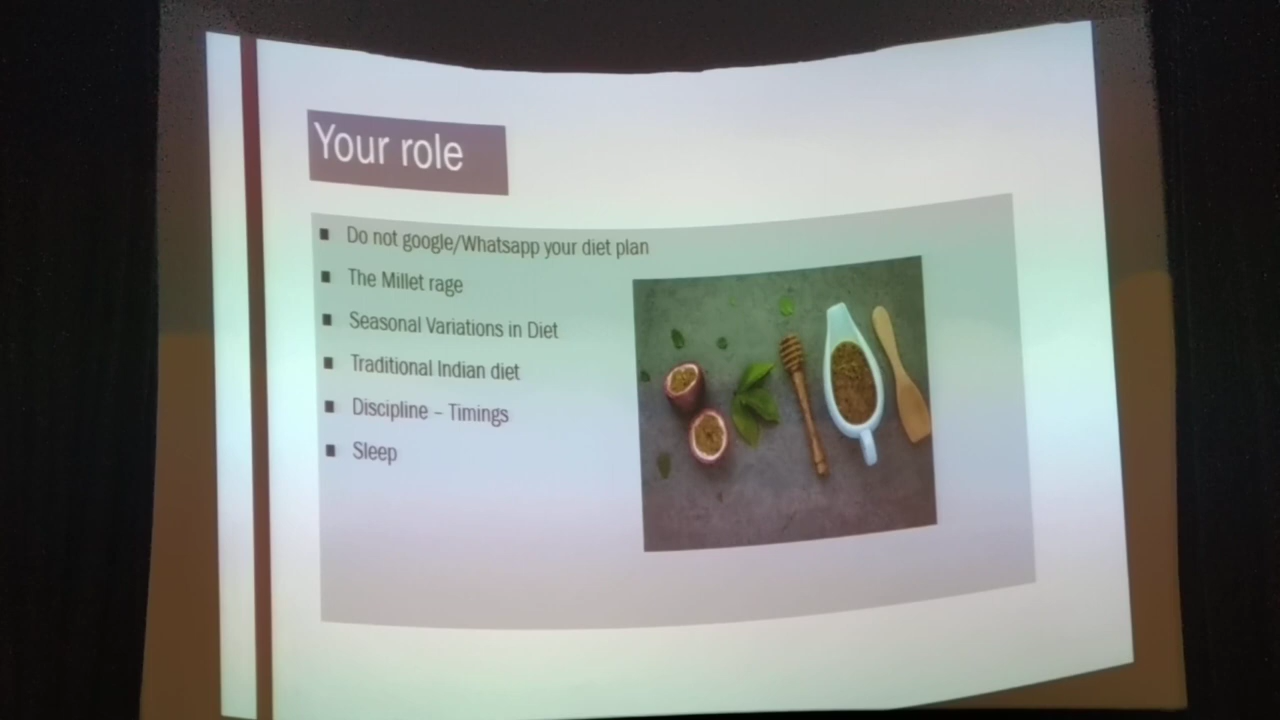 Your role
Do not google/Whatsapp your diet plan
The Millet rage
Seasonal Variations in Diet
Traditional Indian diet
Discipline – Timings
Sleep